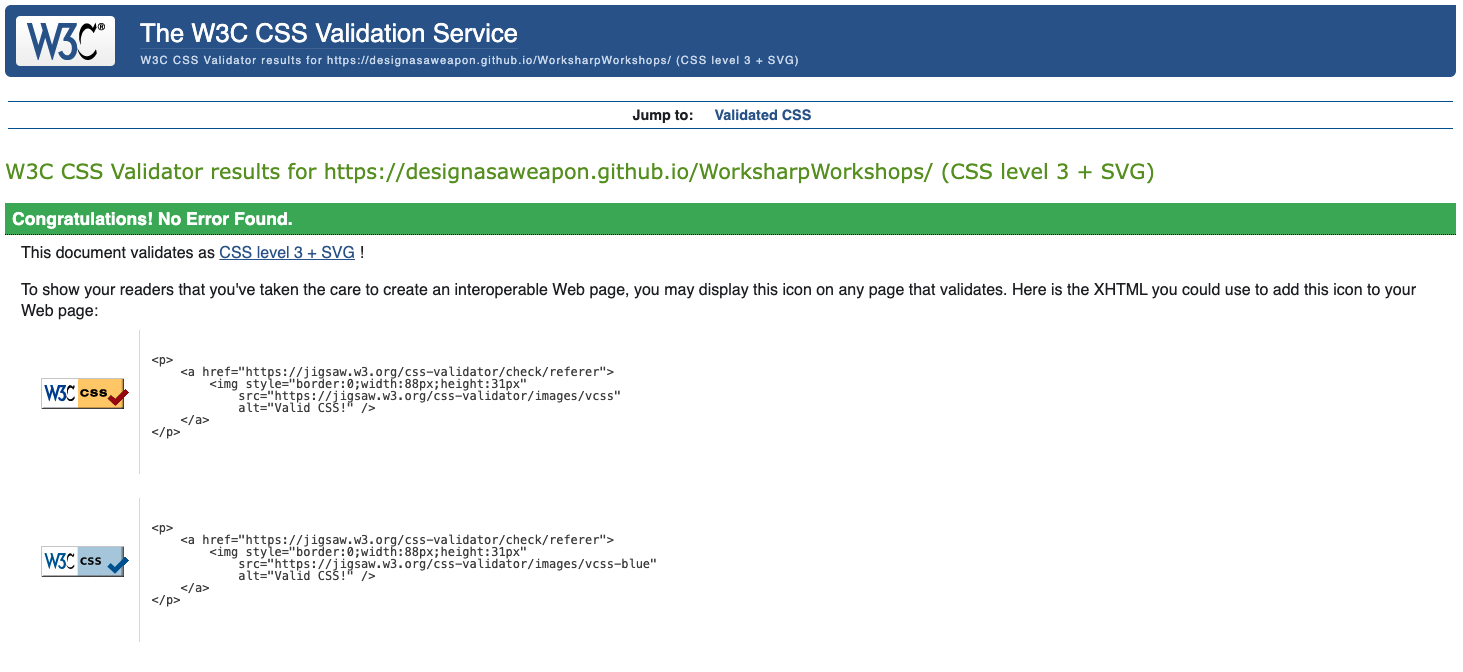 W3C®
The W3C CSS Validation Service
W3C CSS Validator results for https://designasaweapon.github.io/WorksharpWorkshops/ (CSS level 3 + SVG)
Jump to: Validated CSS
W3C CSS Validator results for https://designasaweapon.github.io/WorksharpWorkshops/ (CSS level 3 + SVG)
Congratulations! No Error Found.
This document validates as CSS level 3 + SVG !
To show your readers that you've taken the care to create an interoperable Web page, you may display this icon on any page that validates. Here is the XHTML you could use to add this icon to your
Web page:
W3C css
<p>
    <a href="https://jigsaw.w3.org/css-validator/check/referer">
        <img style="border:0;width:88px;height:31px"
            src="https://jigsaw.w3.org/css-validator/images/vcss"
            alt="Valid CSS!" />
    </a>
</p>
W3C css
<p>
    <a href="https://jigsaw.w3.org/css-validator/check/referer">
        <img style="border:0;width:88px;height:31px"
            src="https://jigsaw.w3.org/css-validator/images/vcss-blue"
            alt="Valid CSS!" />
    </a>
</p>